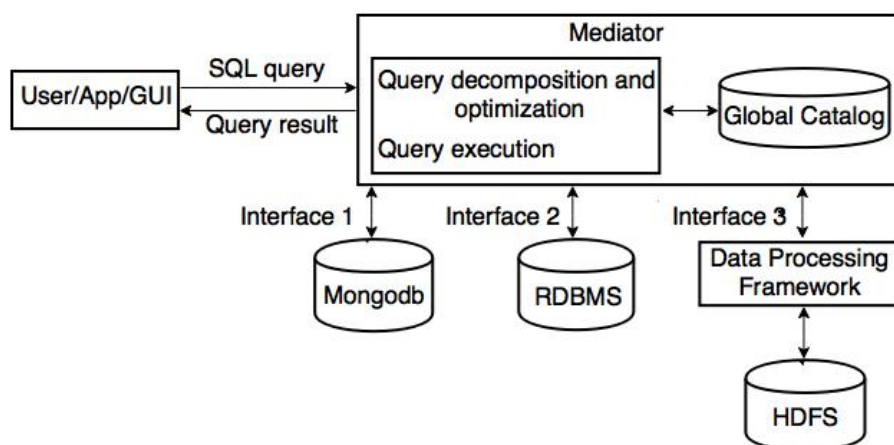 Mediator
SQL query
User/App/GUI
Query result
Query decomposition and
optimization
Query execution
Global Catalog
Interface 1
Interface 2
Interface 3
Mongodb
RDBMS
Data Processing
Framework
HDFS